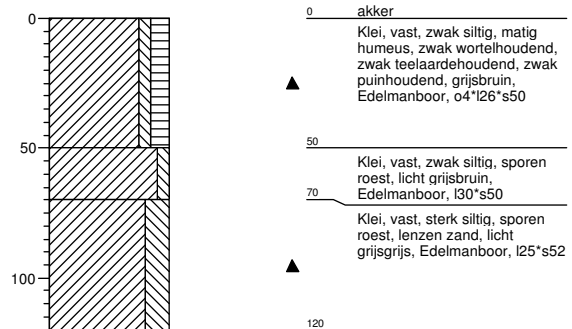 0
50
100
0
akker
Klei, vast, zwak siltig, matig
humeus, zwak wortelhoudend,
zwak teelaardehoudend, zwak
puinhoudend, grijsbruin,
Edelmanboor, o4*l26*s50
50
Klei, vast, zwak siltig, sporen
roest, licht grijsbruin,
Edelmanboor, l30*s50
70
Klei, vast, sterk siltig, sporen
roest, lenzen zand, licht
grijsgrijs, Edelmanboor, l25*s52
120